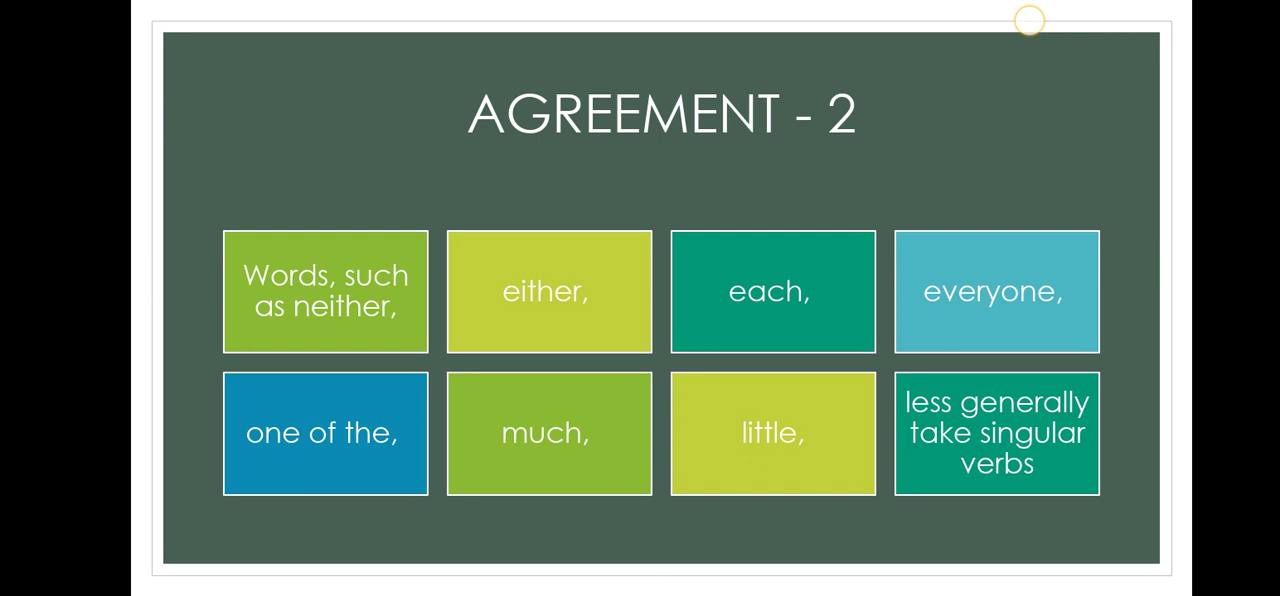 AGREEMENT - 2
Words, such
as neither,
either,
each,
everyone,
one of the,
much,
little,
less generally
take singular
verbs